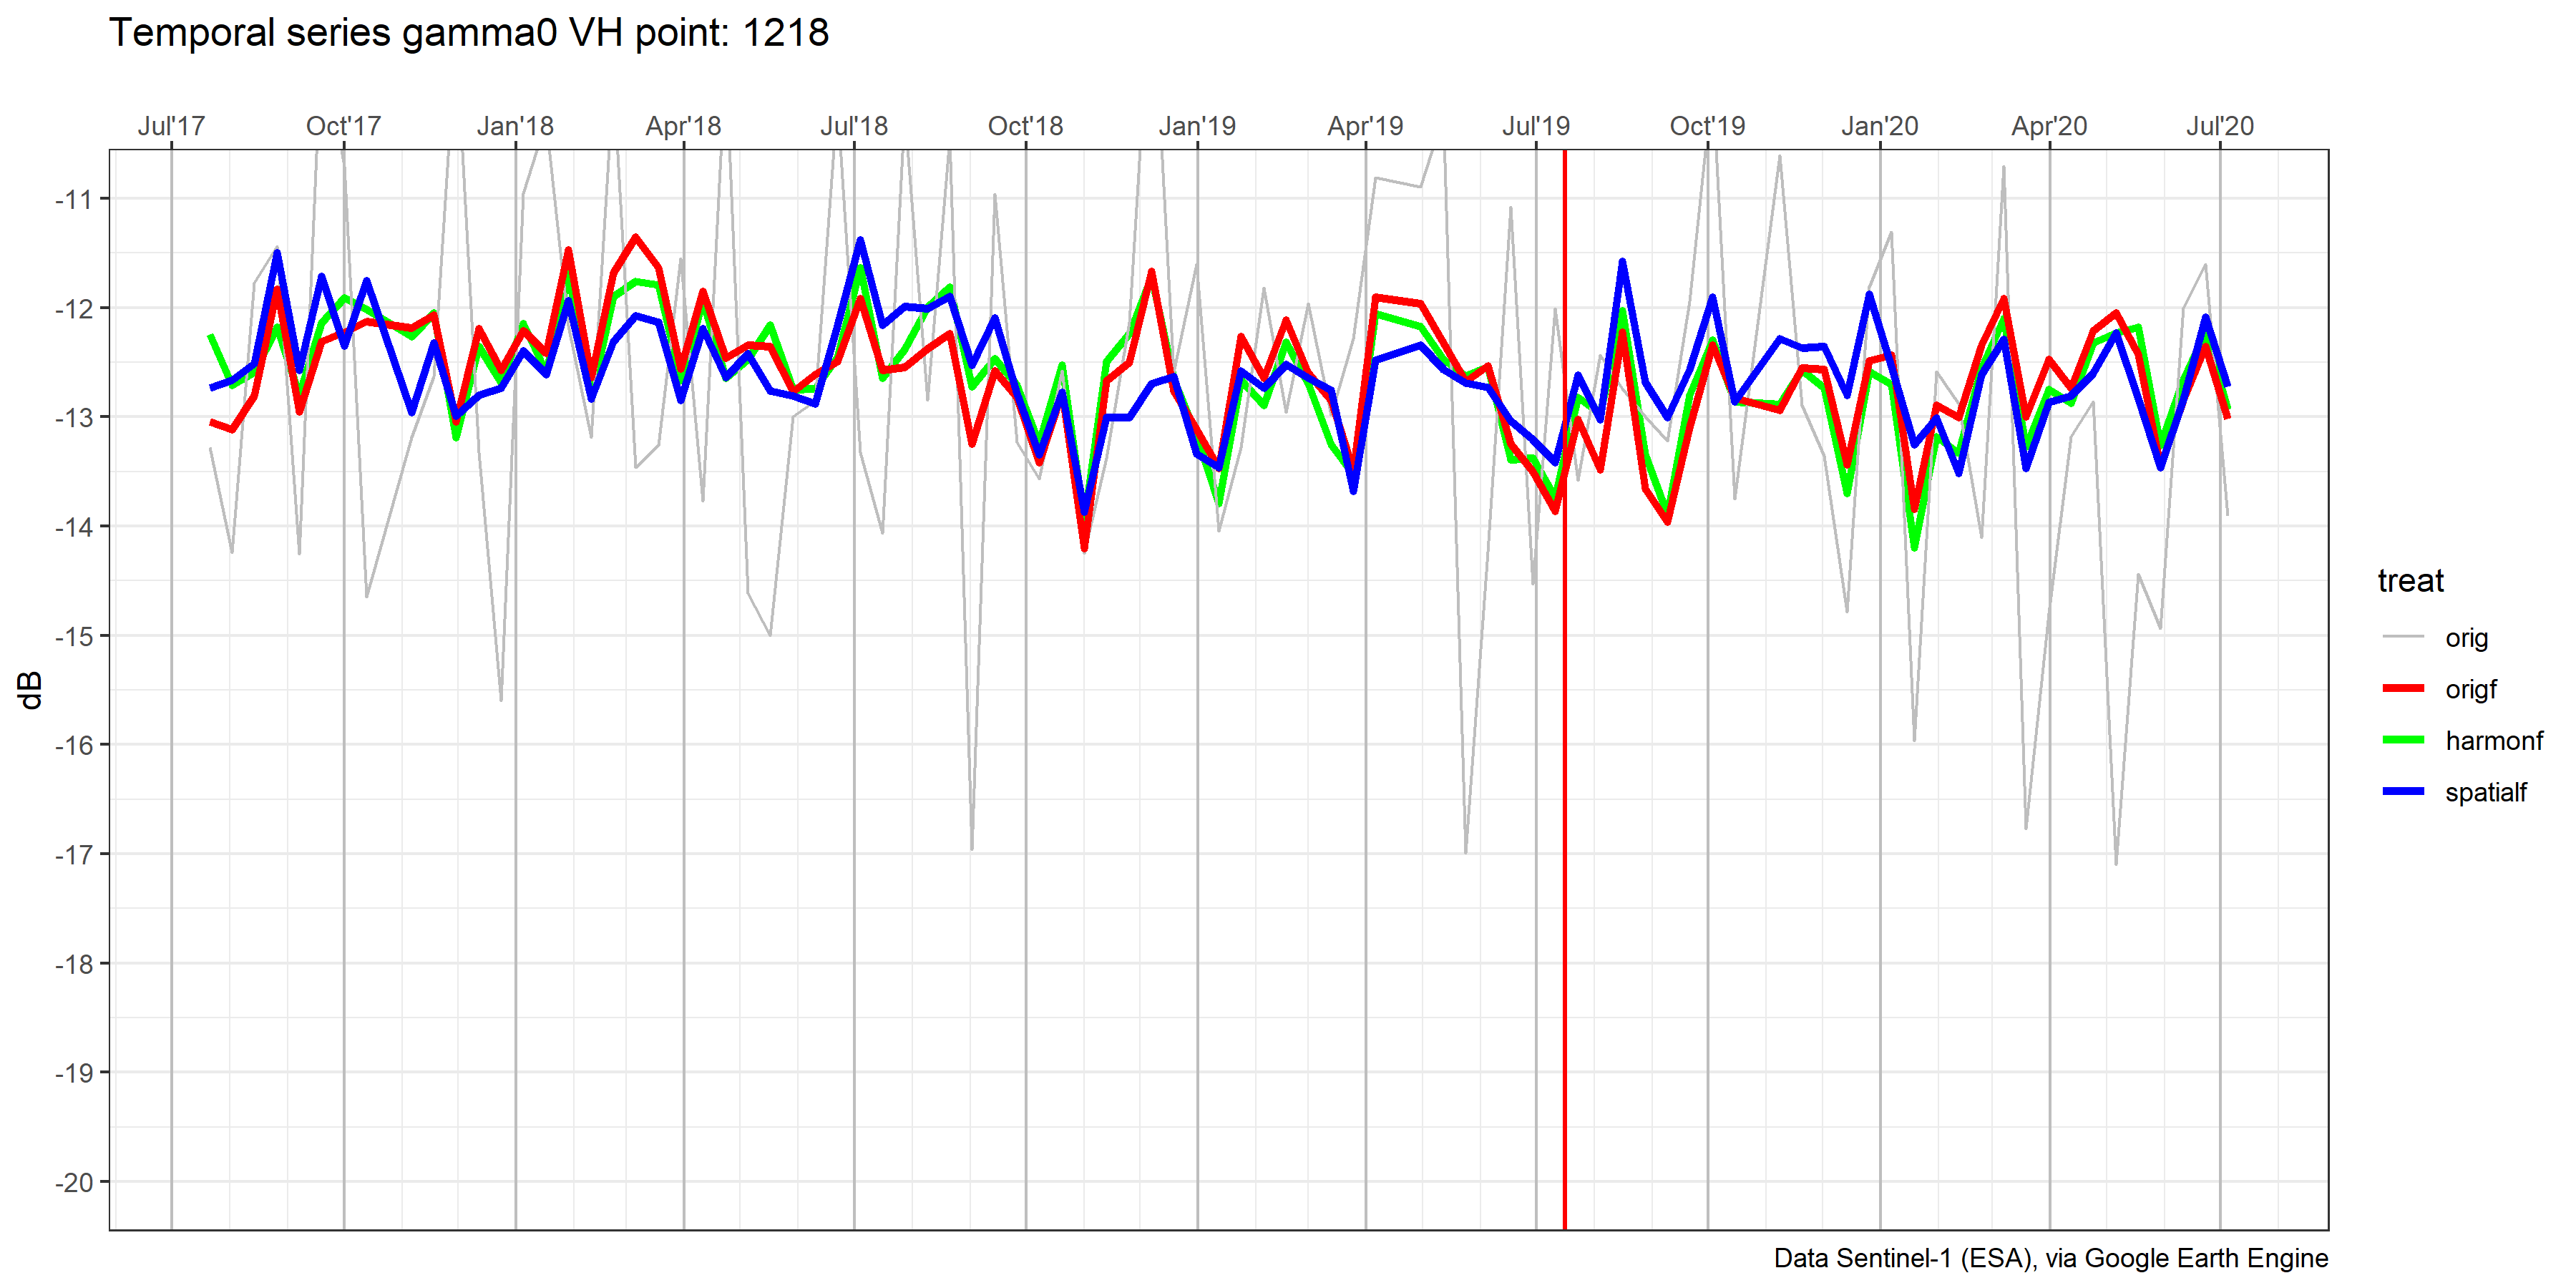 Temporal series gamma0 VH point: 1218
Jul'17 Oct'17 Jan'18 Apr'18 Jul'18 Oct'18 Jan'19 Apr'19 Jul'19 Oct'19 Jan'20 Apr'20 Jul'20
-11
-12
-13
-14
-15
-16
-17
-18
-19
-20
dB
treat
orig
origf
harmonf
spatialf
Data Sentinel-1 (ESA), via Google Earth Engine